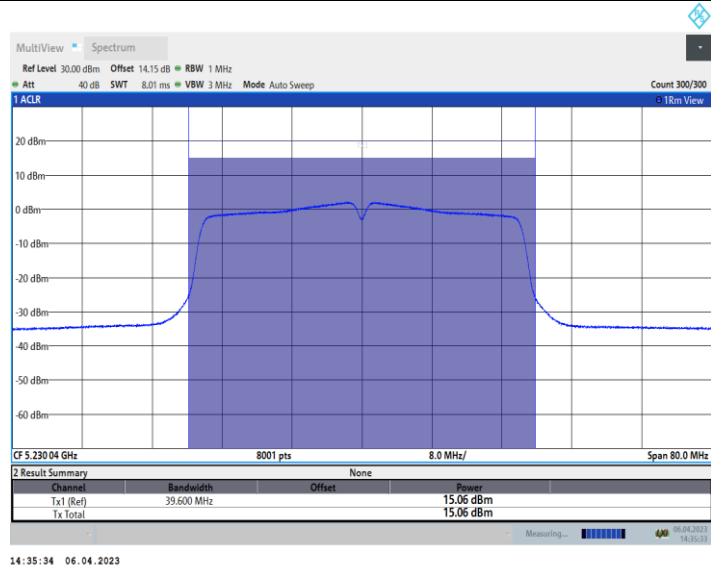 MultiView Spectrum
Ref Level 30.00 dBm Offset 14.15 dB RBW 1 MHz
Att 40 dB SWT 8.01 ms VBW 3 MHz Mode Auto Sweep Count 300/300
1 ACLR 1Rm View
20 dBm
10 dBm
0 dBm
-10 dBm
-20 dBm
-30 dBm
-40 dBm
-50 dBm
-60 dBm
CF 5.230 04 GHz 8001 pts 8.0 MHz/ Span 80.0 MHz
2 Result Summary None
Channel Bandwidth Offset Power
Tx1 (Ref) 39.600 MHz 15.06 dBm
Tx Total 15.06 dBm
Measuring... 06.04.2023
14:35:33
14:35:34 06.04.2023